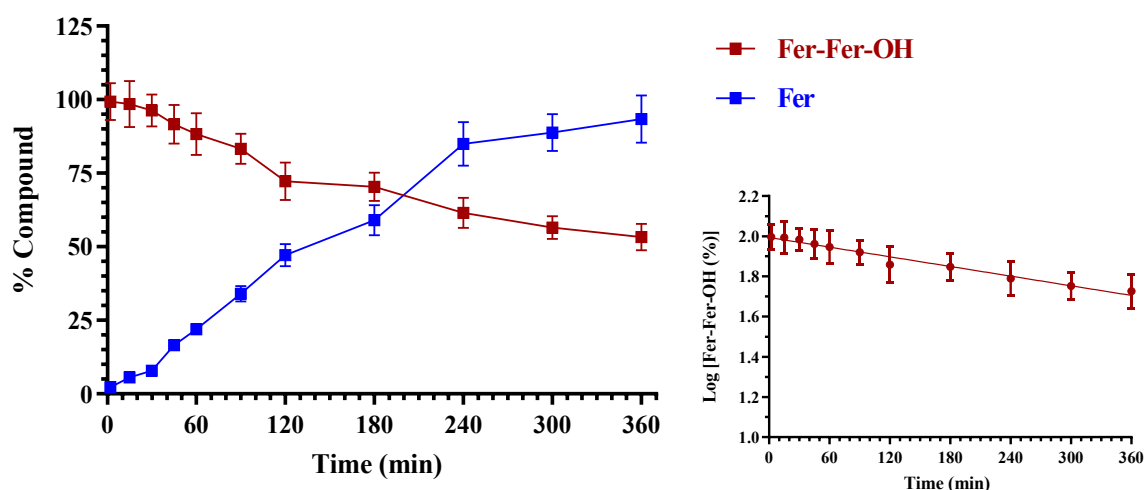 125
100
75
50
25
0
% Compound
0 60 120 180 240 300 360
Time (min)
Fer-Fer-OH
Fer
2.2
2.0
1.8
1.6
1.4
1.2
1.0
Log [Fer-Fer-OH (%)]
0 60 120 180 240 300 360
Time (min)